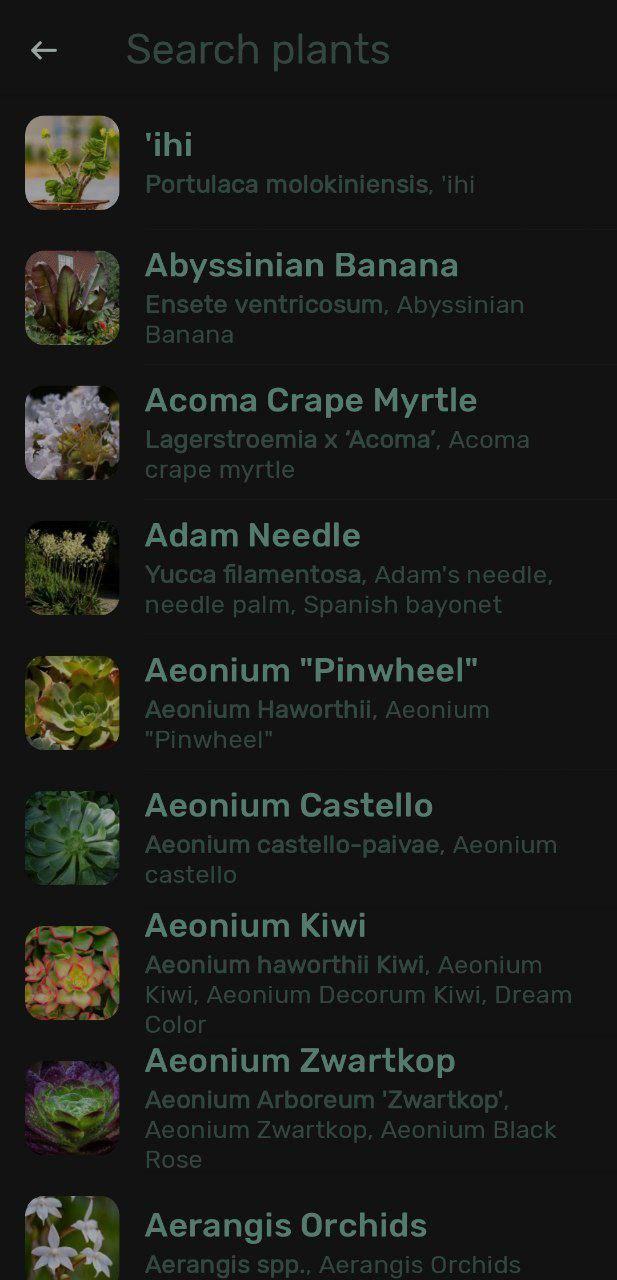 Search plants
'ihi
Portulaca molokiniensis, 'ihi
Abyssinian Banana
Ensete ventricosum, Abyssinian
Banana
Acoma Crape Myrtle
Lagerstroemia x ‘Acoma’, Acoma
crape myrtle
Adam Needle
Yucca filamentosa, Adam's needle,
needle palm, Spanish bayonet
Aeonium "Pinwheel"
Aeonium Haworthii, Aeonium
"Pinwheel"
Aeonium Castello
Aeonium castello-paivae, Aeonium
castello
Aeonium Kiwi
Aeonium haworthii Kiwi, Aeonium
Kiwi, Aeonium Decorum Kiwi, Dream
Color
Aeonium Zwartkop
Aeonium Arboreum 'Zwartkop',
Aeonium Zwartkop, Aeonium Black
Rose
Aerangis Orchids
Aerangis spp., Aerangis Orchids